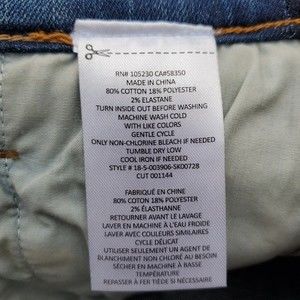 RN# 105230 CA#58350
MADE IN CHINA
80% COTTON 18% POLYESTER
2% ELASTANE
TURN INSIDE OUT BEFORE WASHING
MACHINE WASH COLD
WITH LIKE COLORS
GENTLE CYCLE
ONLY NON-CHLORINE BLEACH IF NEEDED
TUMBLE DRY LOW
COOL IRON IF NEEDED
STYLE # 18-5-003906-SK00728
CUT 001144
FABRIQUÉ EN CHINE
80% COTON 18% POLYESTER
2% ÉLASTHANNE
RETOURNER AVANT LE LAVAGE
LAVER EN MACHINE À L'EAU FROIDE
LAVER AVEC COULEURS SIMILAIRES
CYCLE DÉLICAT
UTILISER SEULEMENT UN AGENT DE
BLANCHIMENT NON CHLORÉ AU BESOIN
SÉCHER EN MACHINE À BASSE
TEMPÉRATURE
REPASSER À FER TIÈDE SI NÉCESSAIRE